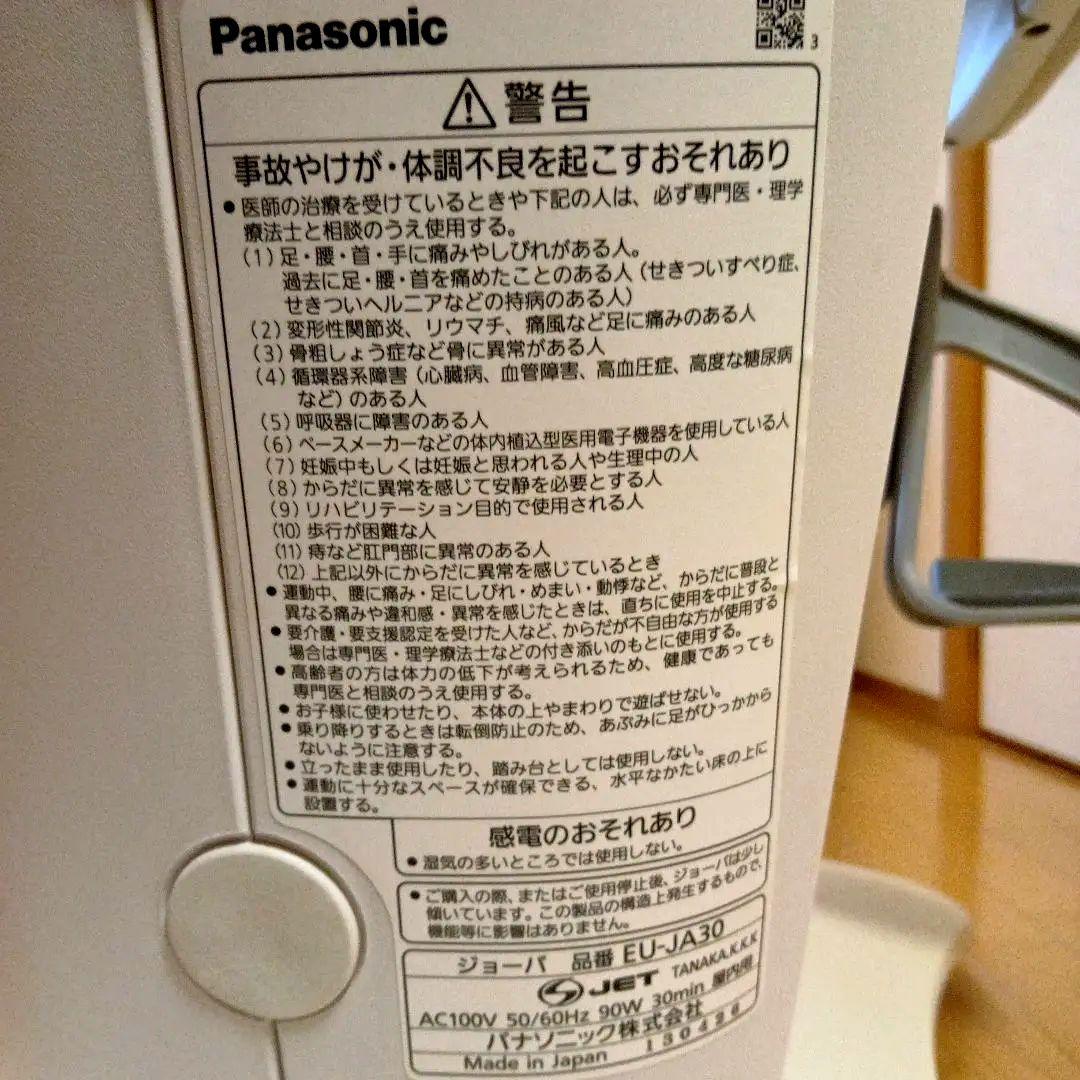 Panasonic
3
警告
事故やけが・体調不良を起こすおそれあり
●医師の治療を受けているときや下記の人は、必ず専門医・理学
療法士と相談のうえ使用する。
(1)足・腰・首・手に痛みやしびれがある人。
過去に足・腰・首を痛めたことのある人(せきついすべり症、
せきついヘルニアなどの持病のある人)
(2)変形性関節炎、リウマチ、痛風など足に痛みのある人
(3)骨粗しょう症など骨に異常がある人
(4)循環器系障害(心臓病、血管障害、高血圧症、高度な糖尿病
など)のある人
(5)呼吸器に障害のある人
(6)ペースメーカーなどの体内植込型医用電子機器を使用している人
(7)妊娠中もしくは妊娠と思われる人や生理中の人
(8)からだに異常を感じて安静を必要とする人
(9)リハビリテーション目的で使用される人
(10)歩行が困難な人
(11)痔など肛門部に異常のある人
(12)上記以外にからだに異常を感じているとき
●運動中、腰に痛み・足にしびれ・めまい・動悸など、からだに普段と
異なる痛みや違和感・異常を感じたときは、直ちに使用を中止する。
●要介護・要支援認定を受けた人など、からだが不自由な方が使用する
場合は専門医・理学療法士などの付き添いのもとに使用する。
●高齢者の方は体力の低下が考えられるため、健康であっても
専門医と相談のうえ使用する。
●お子様に使わせたり、本体の上やまわりで遊ばせない。
●乗り降りするときは転倒防止のため、あぶみに足がひっかから
ないように注意する。
●立ったまま使用したり、踏み台としては使用しない。
●運動に十分なスペースが確保できる、水平なかたい床の上に
設置する。
感電のおそれあり
●湿気の多いところでは使用しない。
●ご購入の際、またはご使用停止後、ジョーバは少し
傾いています。この製品の構造上発生するもので、
機能等に影響はありません。
ジョーバ 品番 EU-JA30
JET TANAKA.K.K.K
AC100V 50/60Hz 90W 30min 屋内用
パナソニック株式会社
Made in Japan 130426